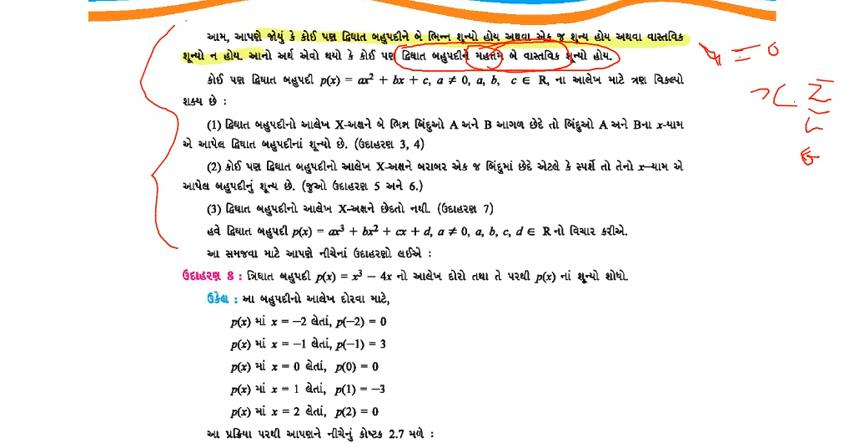 આમ, આપણે જોયું કે કોઈ પણ દ્વિઘાત બહુપદીને બે ભિન્ન શૂન્યો હોય અથવા એક જ શૂન્ય હોય અથવા વાસ્તવિક
શૂન્યો ન હોય. આનો અર્થ એવો થયો કે કોઈ પણ દ્વિઘાત બહુપદીને મહત્તમ બે વાસ્તવિક શૂન્યો હોય.
y = 0
કોઈ પણ દ્વિઘાત બહુપદી p(x) = ax² + bx + c, a ≠ 0, a, b, c ∈ R, ના આલેખ માટે ત્રણ વિકલ્પો
શક્ય છે :
(1) દ્વિઘાત બહુપદીનો આલેખ X-અક્ષને બે ભિન્ન બિંદુઓ A અને B આગળ છેદે તો બિંદુઓ A અને Bના x-યામ
એ આપેલ દ્વિઘાત બહુપદીનાં શૂન્યો છે. (ઉદાહરણ 3, 4)
(2) કોઈ પણ દ્વિઘાત બહુપદીનો આલેખ X-અક્ષને બરાબર એક જ બિંદુમાં છેદે એટલે કે સ્પર્શે તો તેનો x-યામ એ
આપેલ બહુપદીનું શૂન્ય છે. (જુઓ ઉદાહરણ 5 અને 6.)
(3) દ્વિઘાત બહુપદીનો આલેખ X-અક્ષને છેદતો નથી. (ઉદાહરણ 7)
હવે દ્વિઘાત બહુપદી p(x) = ax³ + bx² + cx + d, a ≠ 0, a, b, c, d ∈ R નો વિચાર કરીએ.
આ સમજવા માટે આપણે નીચેનાં ઉદાહરણો લઈએ :
ઉદાહરણ 8 : ત્રિઘાત બહુપદી p(x) = x³ − 4x નો આલેખ દોરો તથા તે પરથી p(x) નાં શૂન્યો શોધો.
ઉકેલ : આ બહુપદીનો આલેખ દોરવા માટે,
p(x) માં x = −2 લેતાં, p(−2) = 0
p(x) માં x = −1 લેતાં, p(−1) = 3
p(x) માં x = 0 લેતાં, p(0) = 0
p(x) માં x = 1 લેતાં, p(1) = −3
p(x) માં x = 2 લેતાં, p(2) = 0
આ પ્રક્રિયા પરથી આપણને નીચેનું કોષ્ટક 2.7 મળે :